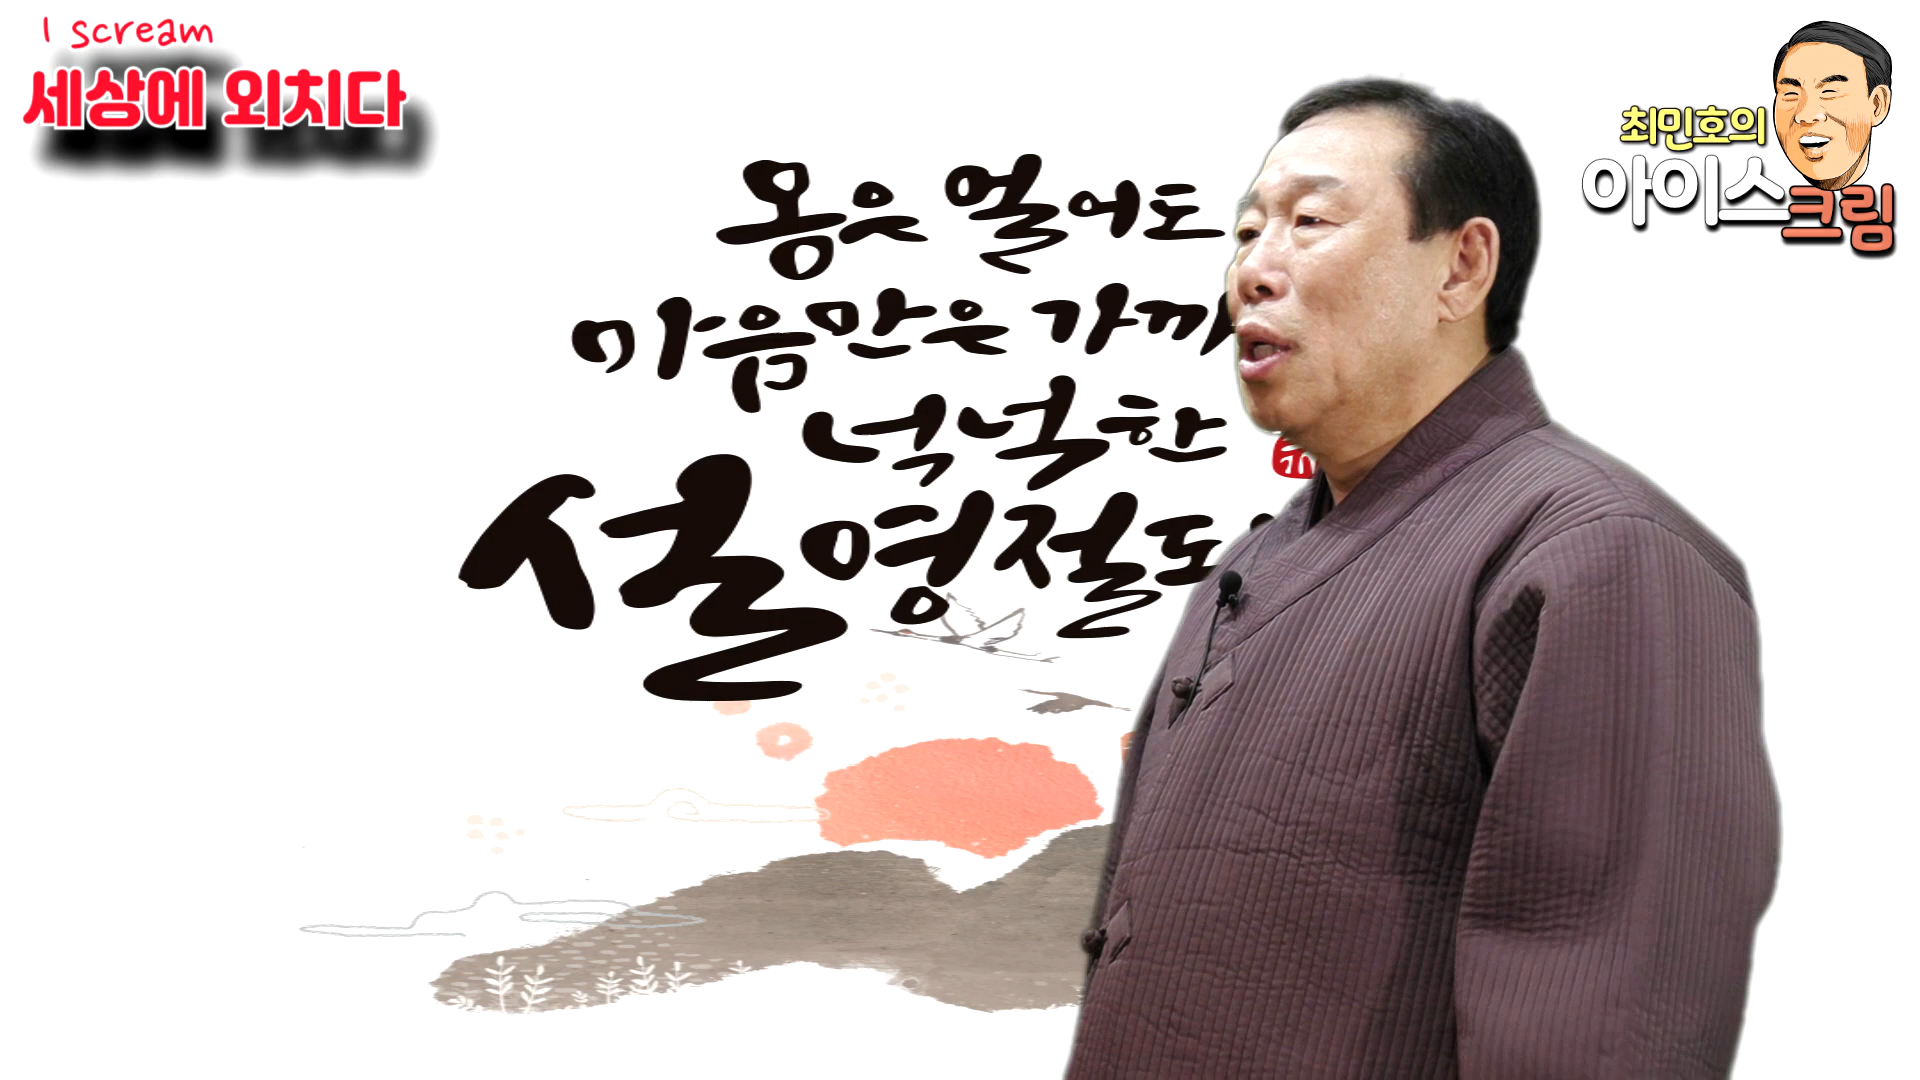 I scream
세상에 외치다
최민호의
아이스크림
몸은 멀어도
마음만은 가까
넉넉한
설명절도